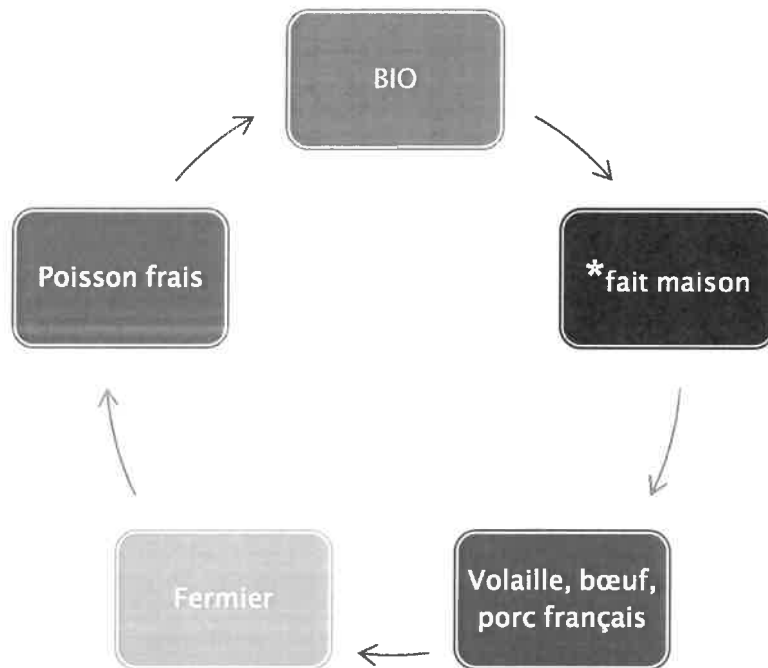 BIO
*fait maison
Volaille, bœuf,
porc français
Fermier
Poisson frais